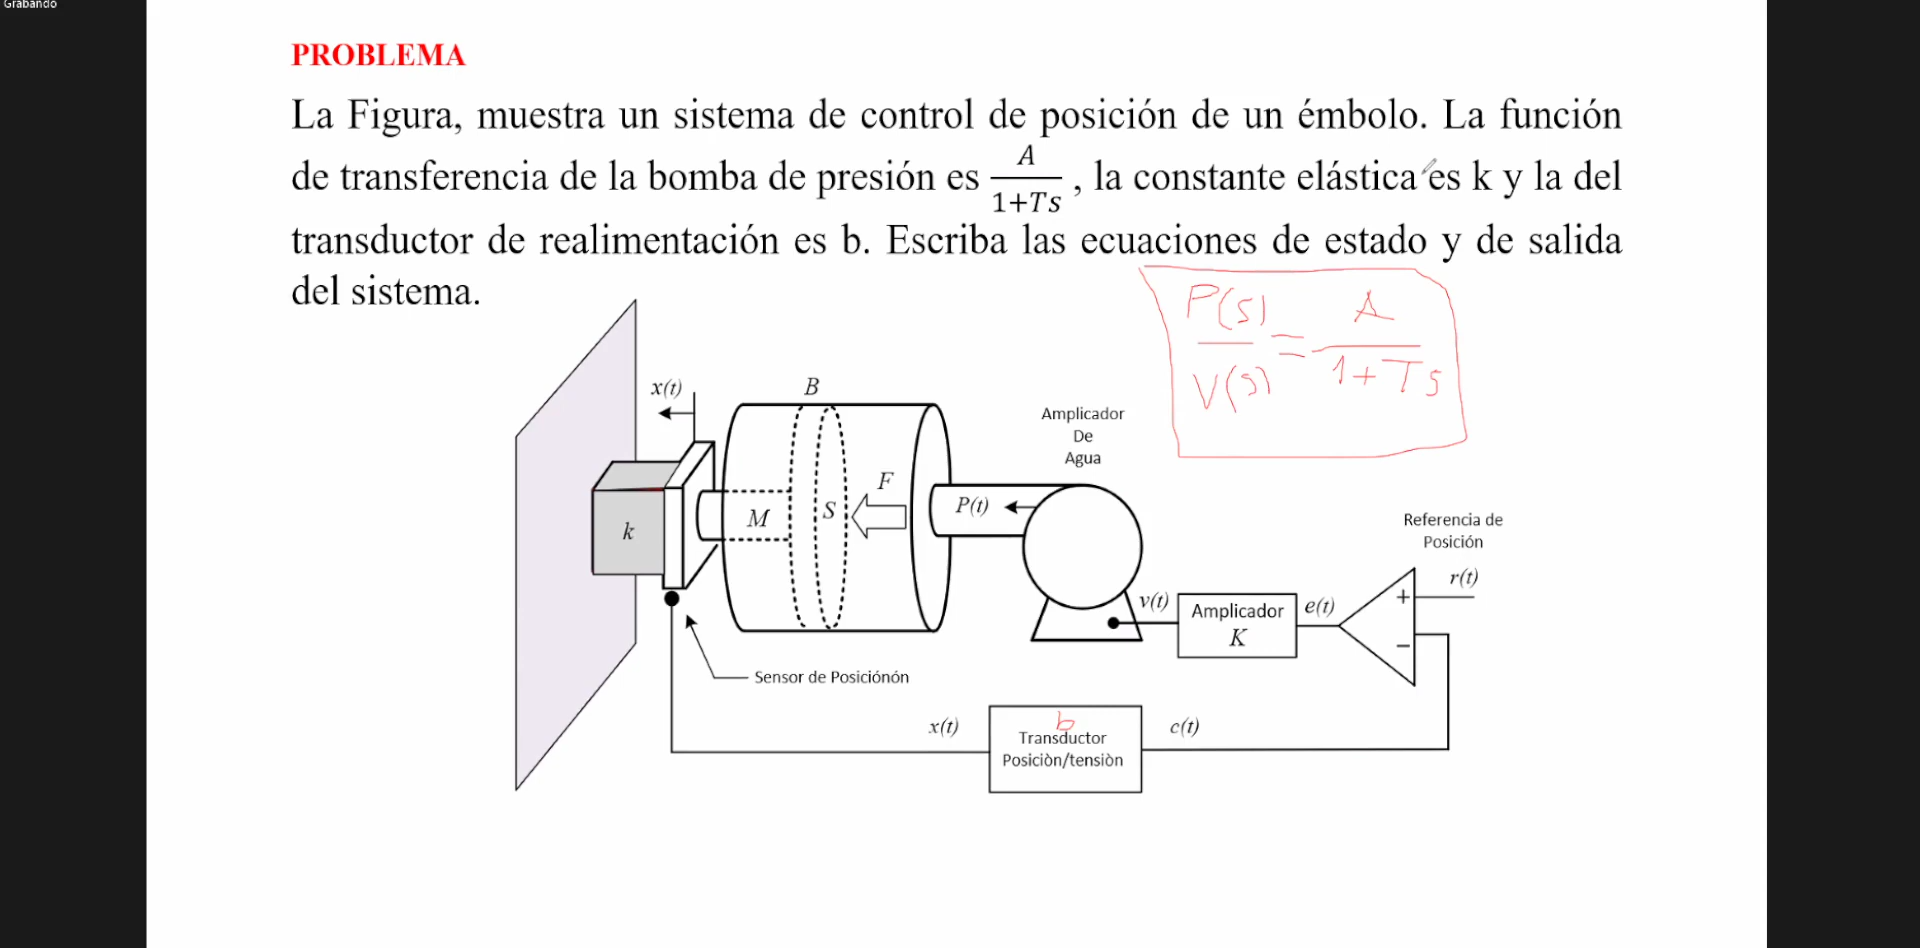 Grabando
PROBLEMA
La Figura, muestra un sistema de control de posición de un émbolo. La función
de transferencia de la bomba de presión es A/(1+Ts) , la constante elástica es k y la del
transductor de realimentación es b. Escriba las ecuaciones de estado y de salida
del sistema.
P(s)/V(s) = A/(1+Ts)
x(t)
B
Amplicador
De
Agua
F
P(t)
M
S
k
Referencia de
Posición
r(t)
+
v(t)
Amplicador
K
e(t)
−
Sensor de Posiciónón
x(t)
b
Transductor
Posiciòn/tensiòn
c(t)